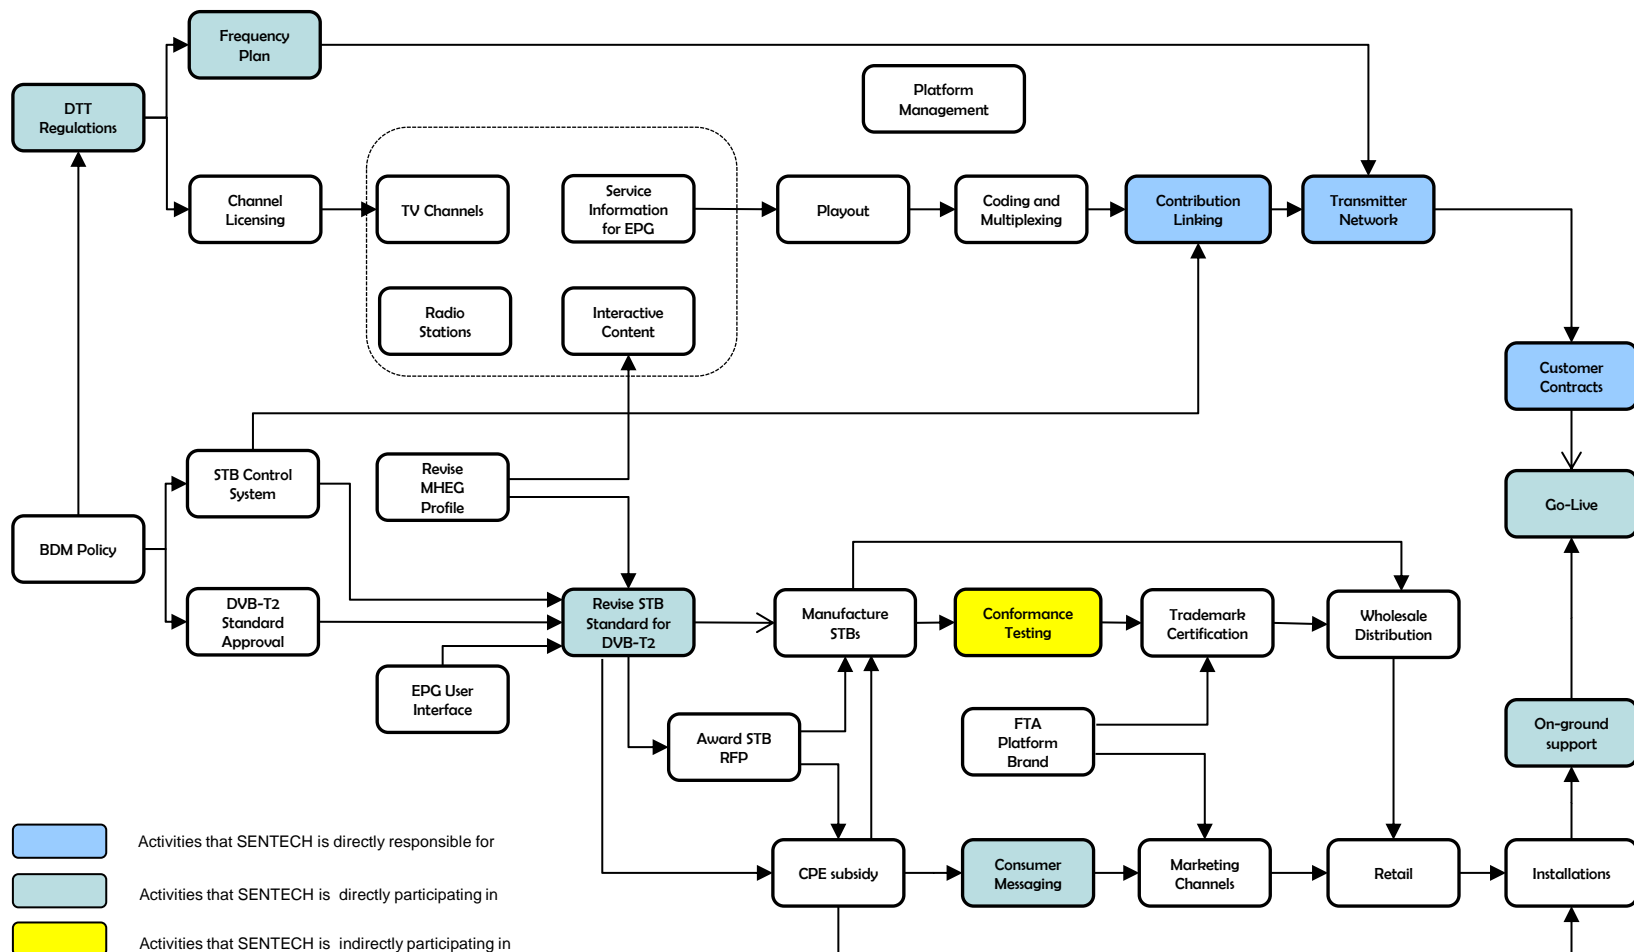 Frequency
Plan
Platform
Management
DTT
Regulations
Channel
Licensing
TV Channels
Service
Information
for EPG
Playout
Coding and
Multiplexing
Contribution
Linking
Transmitter
Network
Radio
Stations
Interactive
Content
Customer
Contracts
STB Control
System
Revise
MHEG
Profile
Go-Live
BDM Policy
DVB-T2
Standard
Approval
Revise STB
Standard for
DVB-T2
Manufacture
STBs
Conformance
Testing
Trademark
Certification
Wholesale
Distribution
EPG User
Interface
Award STB
RFP
FTA
Platform
Brand
On-ground
support
Activities that SENTECH is directly responsible for
CPE subsidy
Consumer
Messaging
Marketing
Channels
Retail
Installations
Activities that SENTECH is directly participating in
Activities that SENTECH is indirectly participating in